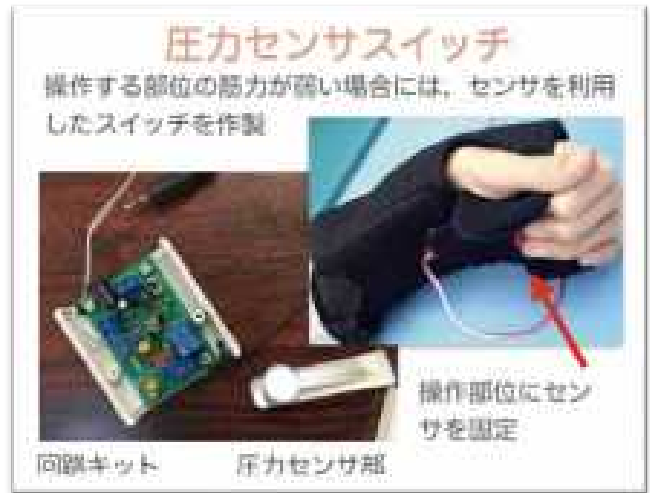 圧力センサスイッチ
操作する部位の筋力が弱い場合には、センサを利用
したスイッチを作製
操作部位にセン
サを固定
回路キット
圧力センサ部